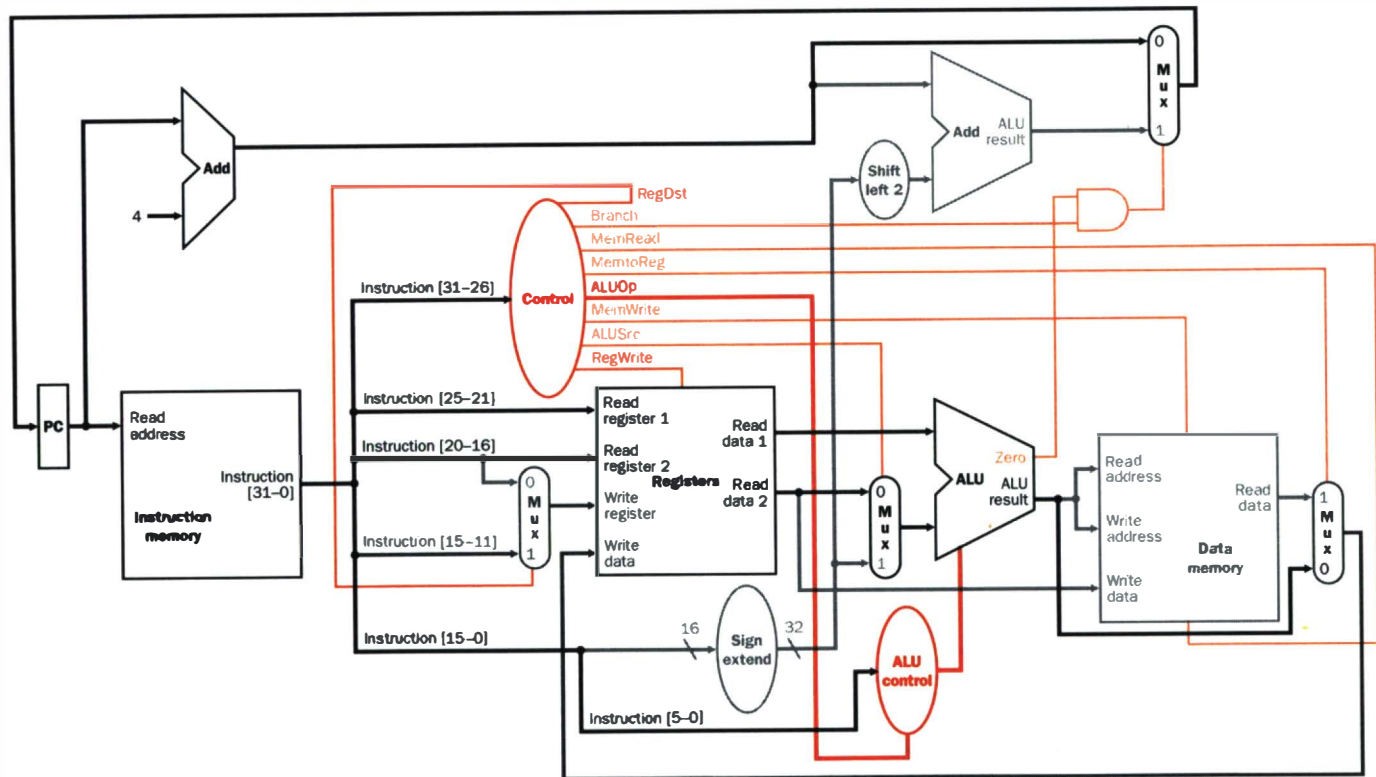 0
M
u
x
1
Add
ALU
result
Add
4
Shift
left 2
RegDst
Branch
MemRead
MemtoReg
ALUOp
MemWrite
ALUSrc
RegWrite
Control
Instruction [31–26]
Instruction [25–21]
Instruction [20–16]
Instruction [15–11]
Instruction [15–0]
Instruction [5–0]
PC
Read
address
Instruction
[31–0]
Instruction
memory
0
M
u
x
1
Read
register 1
Read
register 2
Write
register
Write
data
Registers
Read
data 1
Read
data 2
0
M
u
x
1
Zero
ALU
ALU
result
Read
address
Write
address
Write
data
Read
data
Data
memory
1
M
u
x
0
16
Sign
extend
32
ALU
control